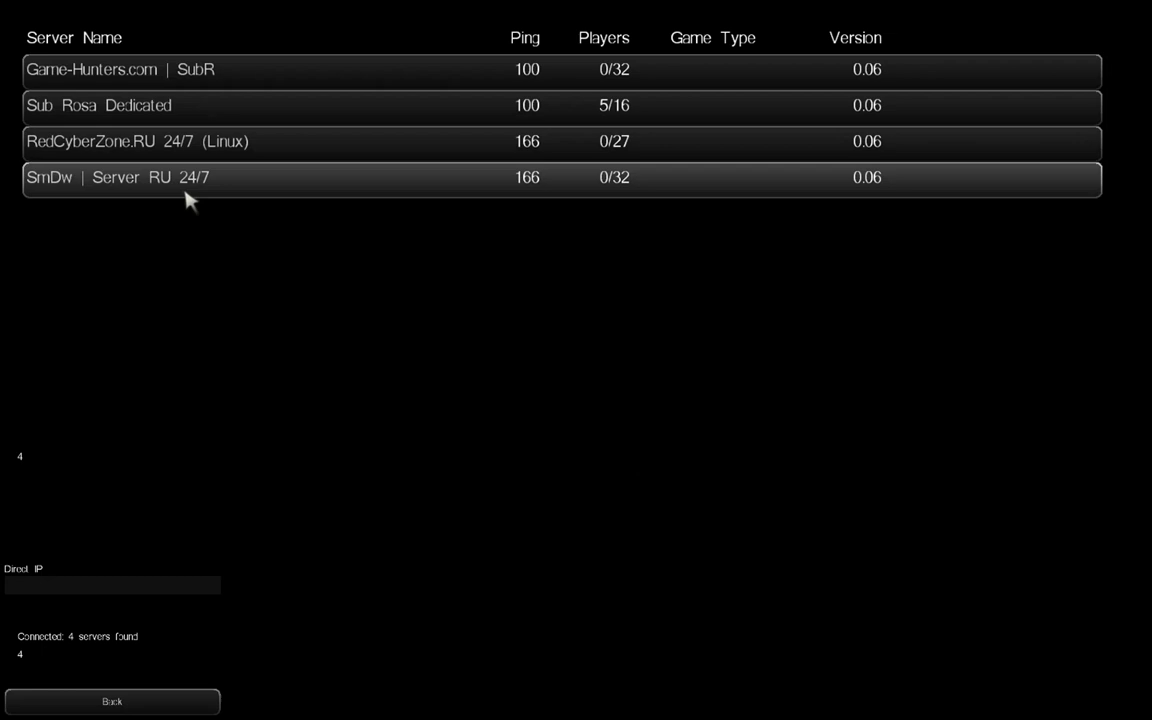 Server Name Ping Players Game Type Version
Game-Hunters.com | SubR 100 0/32 0.06
Sub Rosa Dedicated 100 5/16 0.06
RedCyberZone.RU 24/7 (Linux) 166 0/27 0.06
SmDw | Server RU 24/7 166 0/32 0.06
4
Direct IP
Connected: 4 servers found
4
Back